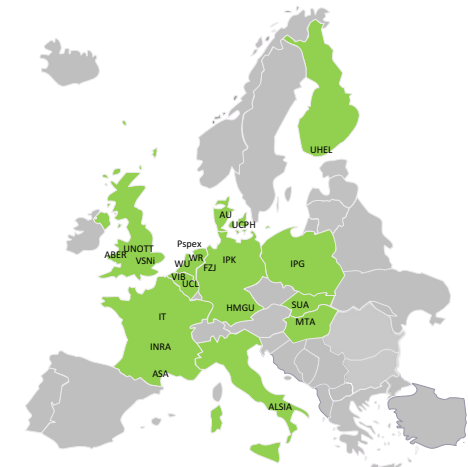 UHEL
AU
UCPH
Pspex
UNOTT
ABER
VSNi
WR
WU
FZJ
IPK
IPG
VIB
UCL
HMGU
SUA
MTA
IT
INRA
ASA
ALSIA